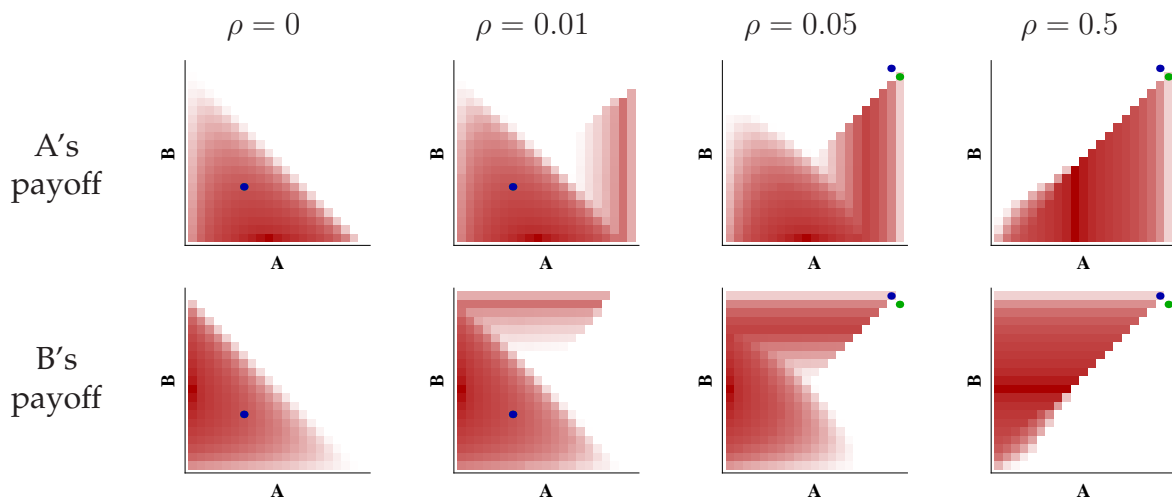 ρ = 0 ρ = 0.01 ρ = 0.05 ρ = 0.5
A's
payoff
B B B B
A A A A
B's
payoff
B B B B
A A A A